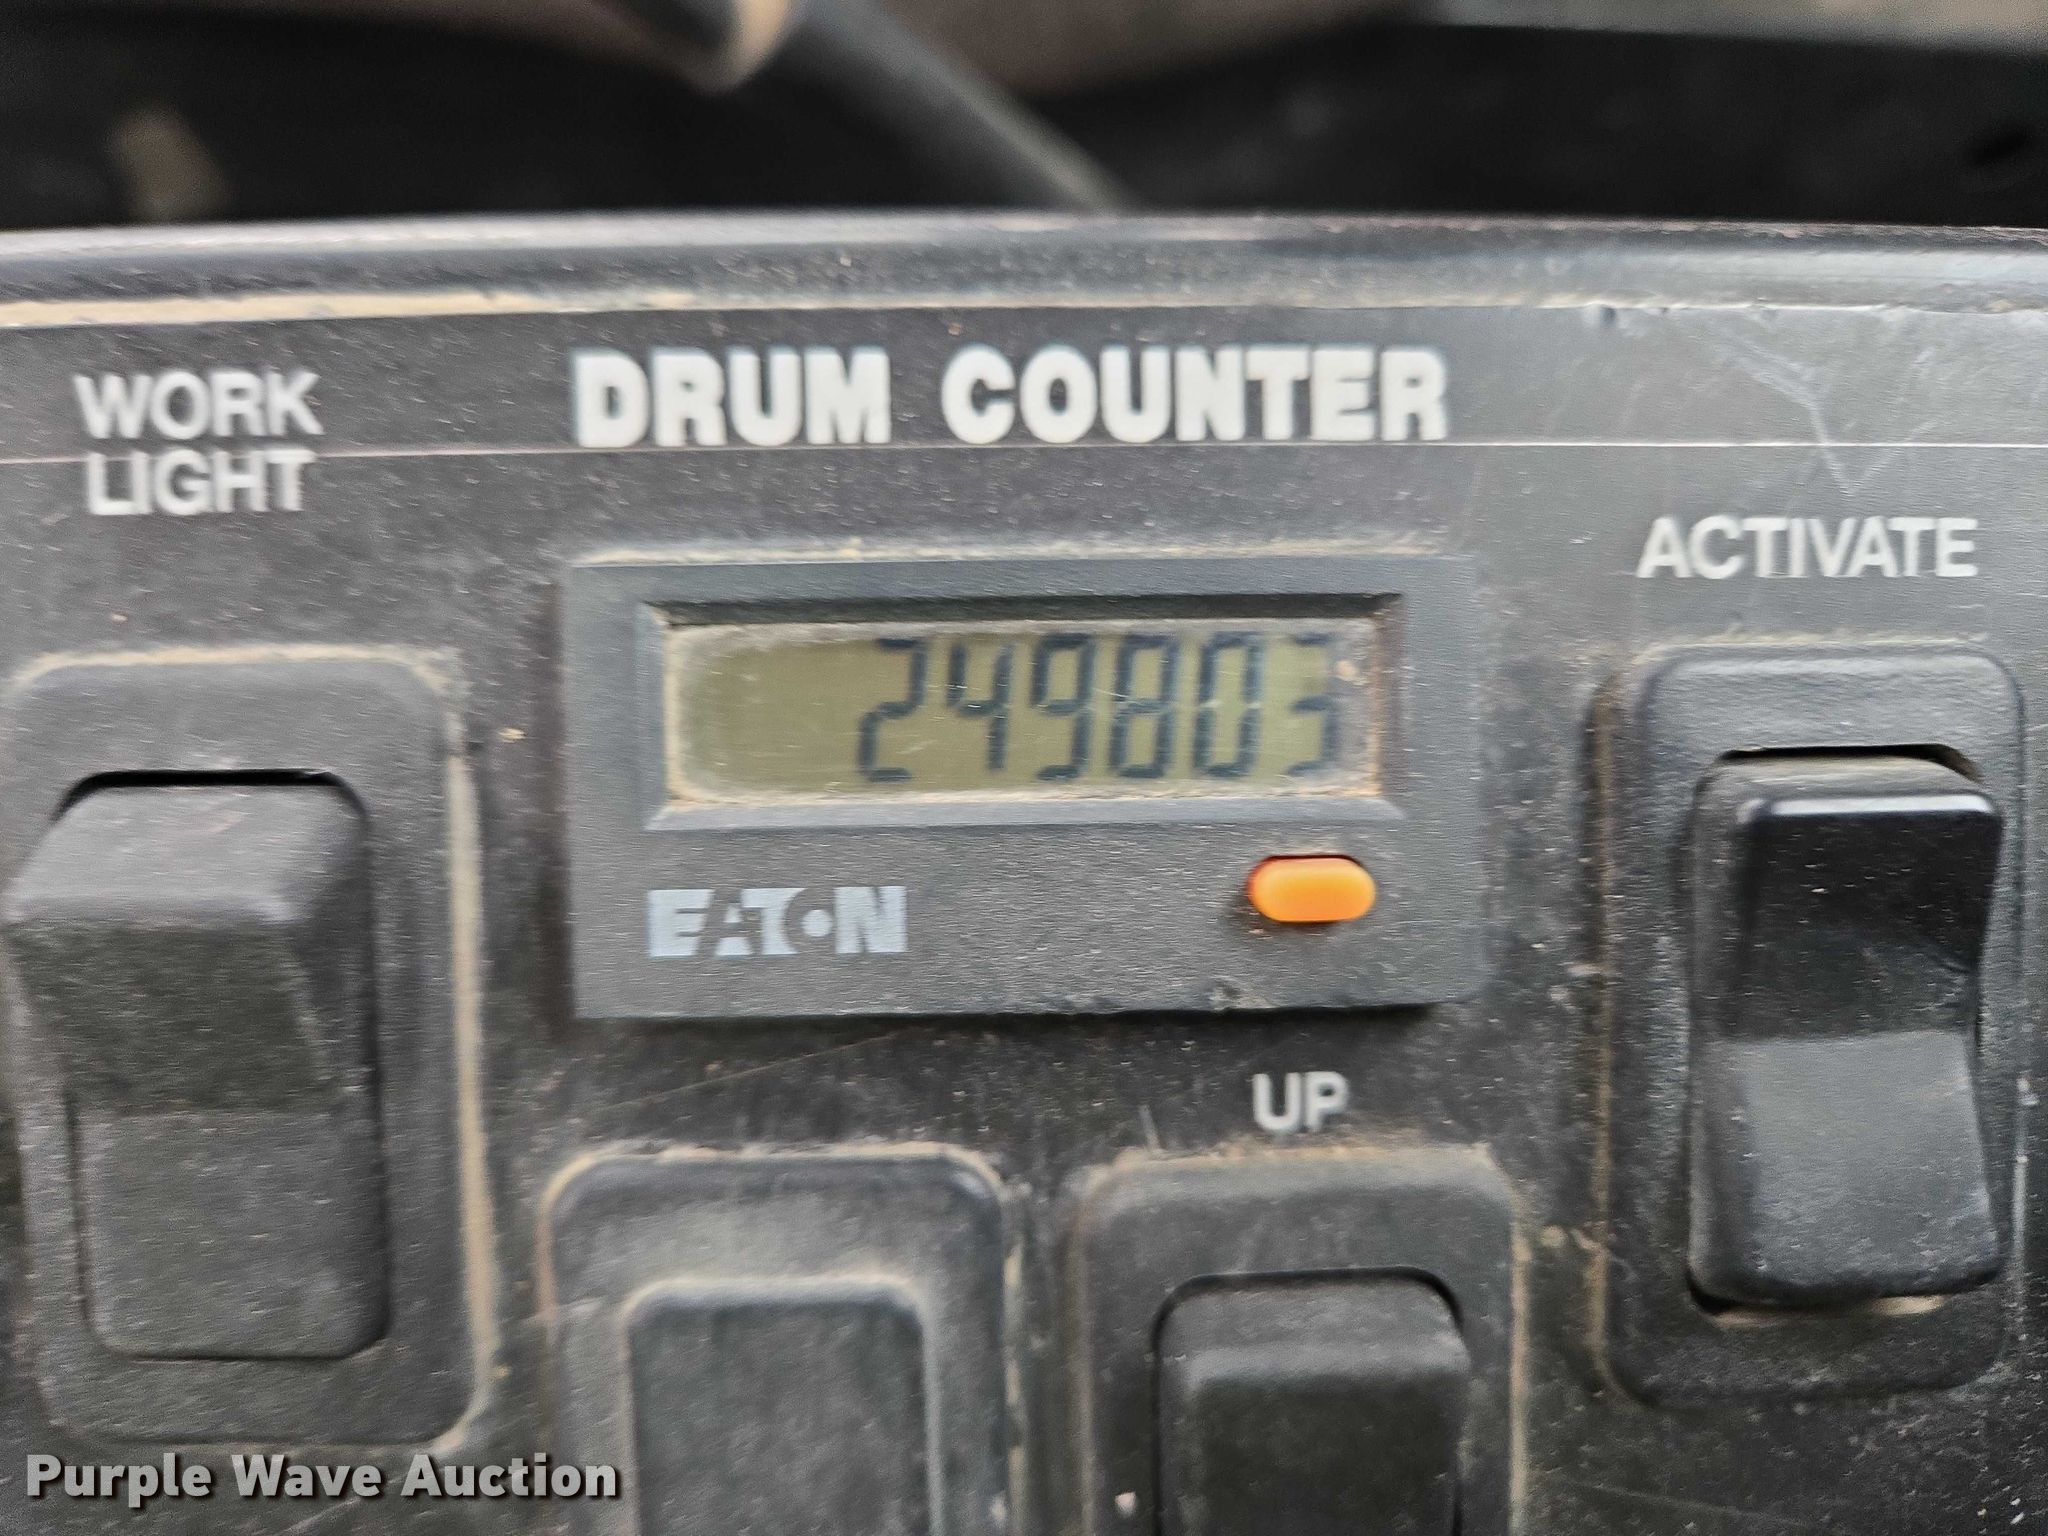 WORK
LIGHT
DRUM COUNTER
ACTIVATE
249803
EATON
UP
Purple Wave Auction